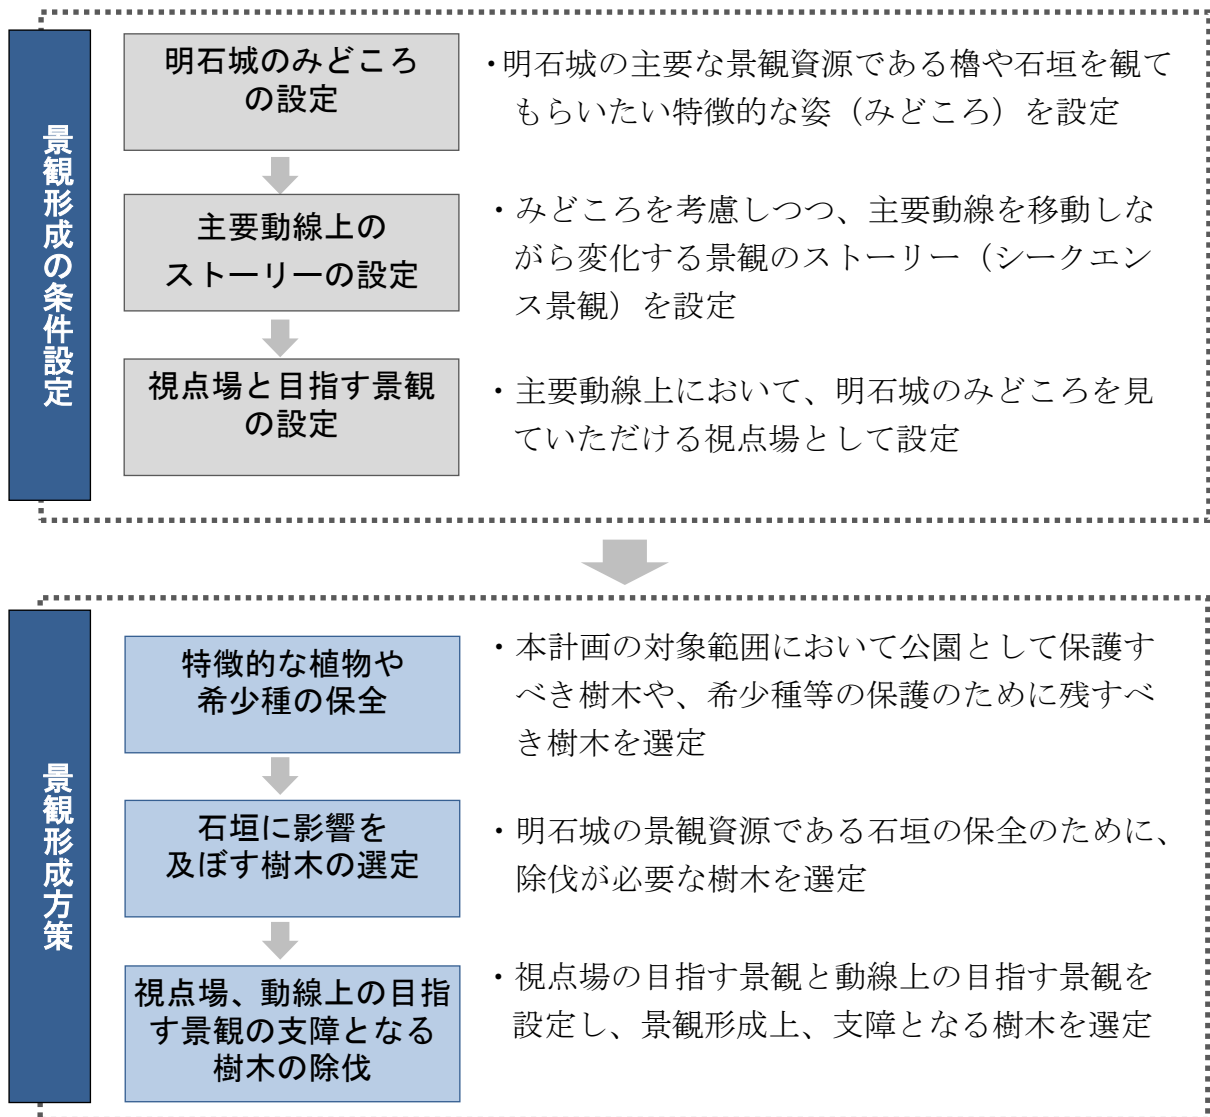 景観形成の条件設定
明石城のみどころ
の設定
・明石城の主要な景観資源である櫓や石垣を観て
もらいたい特徴的な姿（みどころ）を設定
主要動線上の
ストーリーの設定
・みどころを考慮しつつ、主要動線を移動しな
がら変化する景観のストーリー（シークエン
ス景観）を設定
視点場と目指す景観
の設定
・主要動線上において、明石城のみどころを見
ていただける視点場として設定
景観形成方策
特徴的な植物や
希少種の保全
・本計画の対象範囲において公園として保護す
べき樹木や、希少種等の保護のために残すべ
き樹木を選定
石垣に影響を
及ぼす樹木の選定
・明石城の景観資源である石垣の保全のために、
除伐が必要な樹木を選定
視点場、動線上の目指
す景観の支障となる
樹木の除伐
・視点場の目指す景観と動線上の目指す景観を
設定し、景観形成上、支障となる樹木を選定